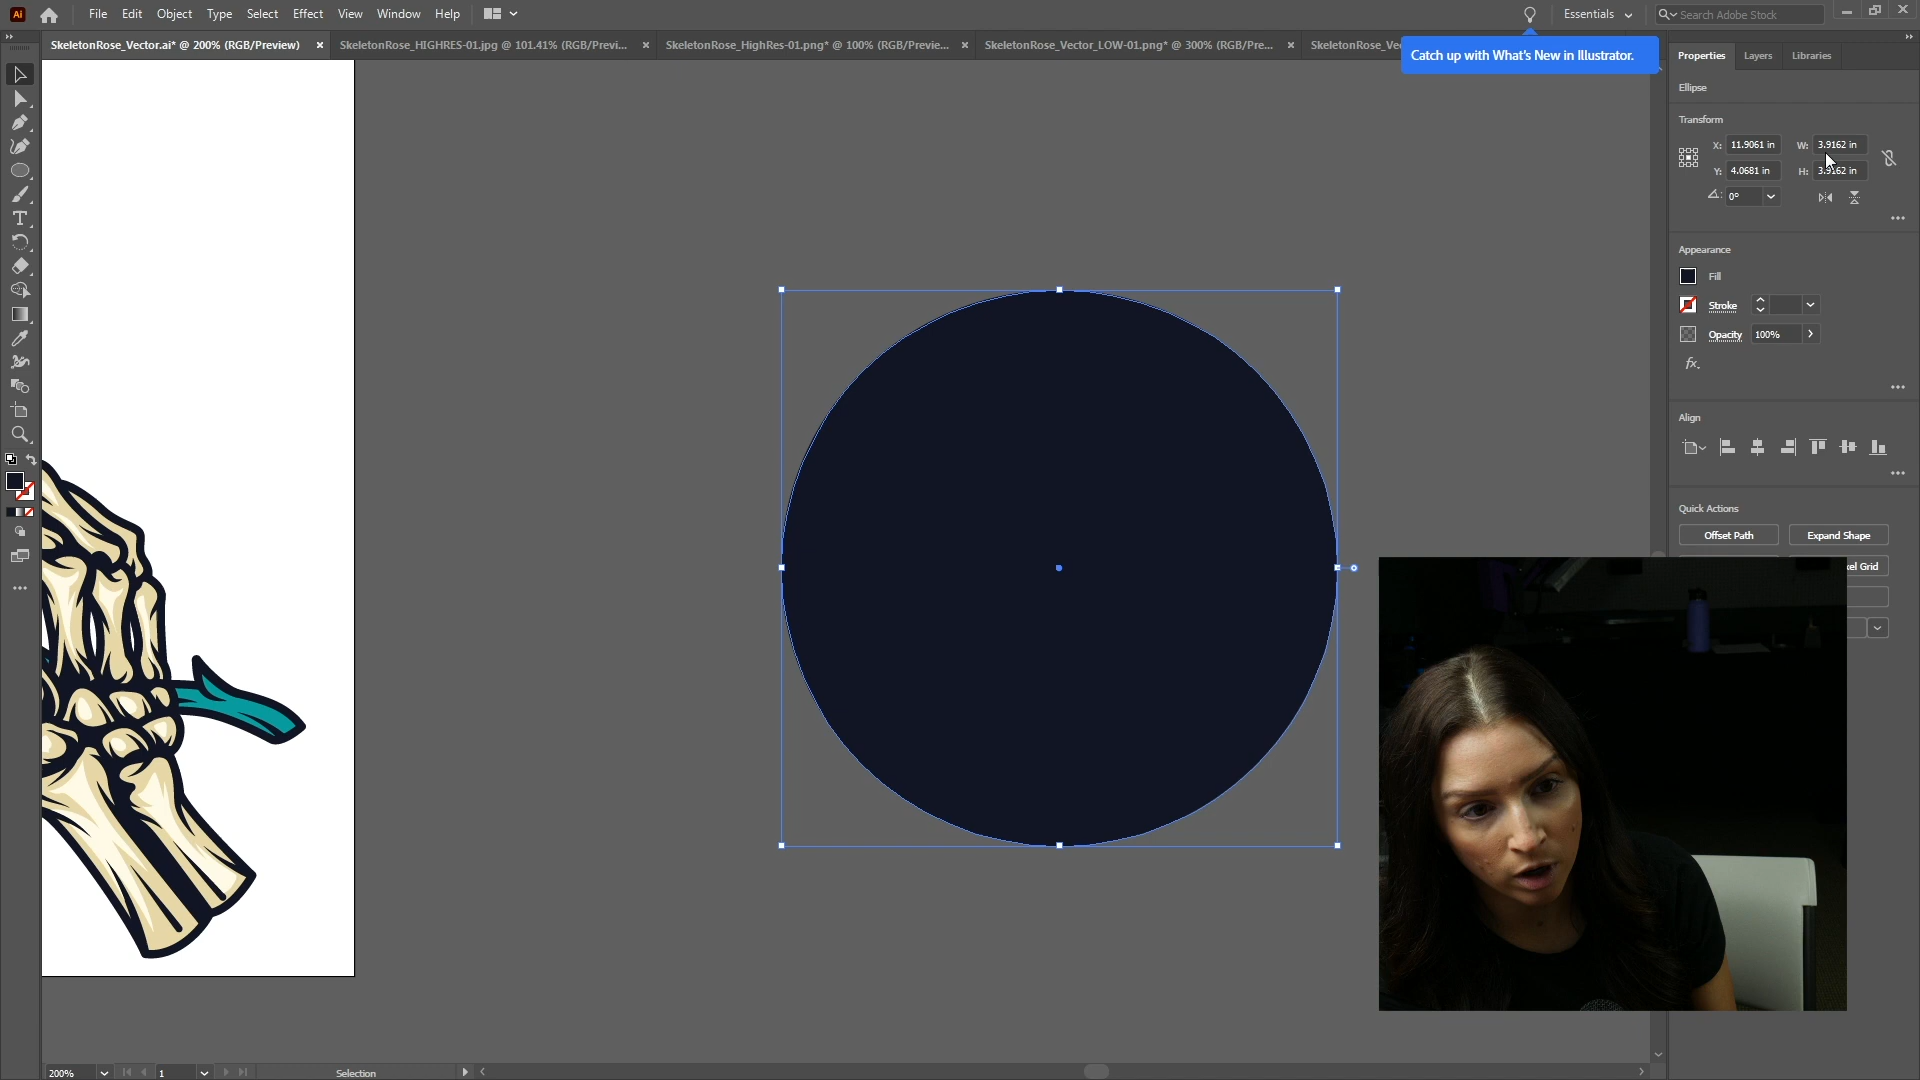 Ai File Edit Object Type Select Effect View Window Help Essentials Search Adobe Stock
SkeletonRose_Vector.ai* @ 200% (RGB/Preview) × SkeletonRose_HIGHRES-01.jpg @ 101.41% (RGB/Previ... × SkeletonRose_HighRes-01.png* @ 100% (RGB/Previe... × SkeletonRose_Vector_LOW-01.png* @ 300% (RGB/Pre... × SkeletonRose_Ve
Catch up with What's New in Illustrator.
Properties Layers Libraries
Ellipse
Transform
X: 11.9061 in W: 3.9162 in
Y: 4.0681 in H: 3.9162 in
0°
Appearance
Fill
Stroke
Opacity 100%
fx.
Align
Quick Actions
Offset Path Expand Shape
xel Grid
200% 1 Selection